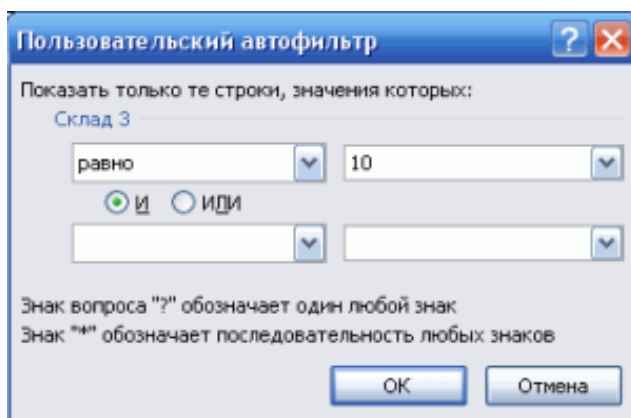 Пользовательский автофильтр
Показать только те строки, значения которых:
Склад 3
равно 10
И ИЛИ
Знак вопроса "?" обозначает один любой знак
Знак "*" обозначает последовательность любых знаков
ОК Отмена